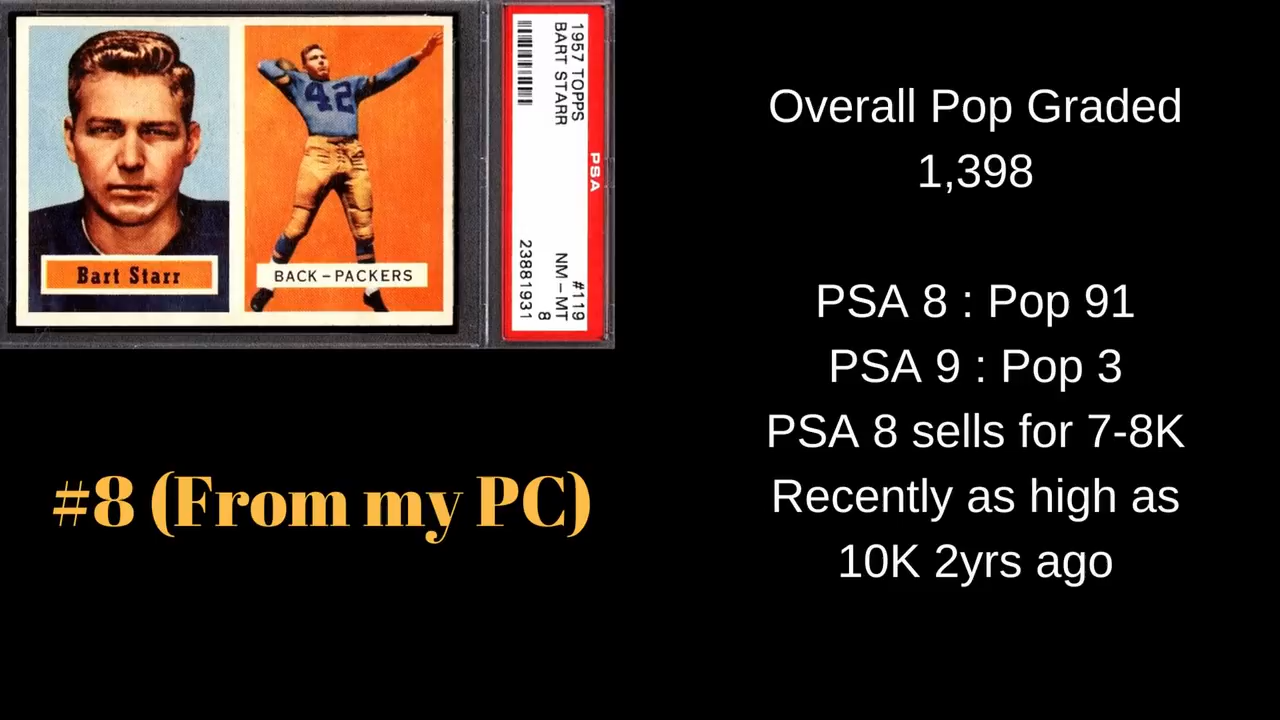 Bart Starr
42
BACK-PACKERS
1957 TOPPS
BART STARR
PSA
#119
NM-MT 8
23881931
#8 (From my PC)
Overall Pop Graded
1,398
PSA 8 : Pop 91
PSA 9 : Pop 3
PSA 8 sells for 7-8K
Recently as high as
10K 2yrs ago